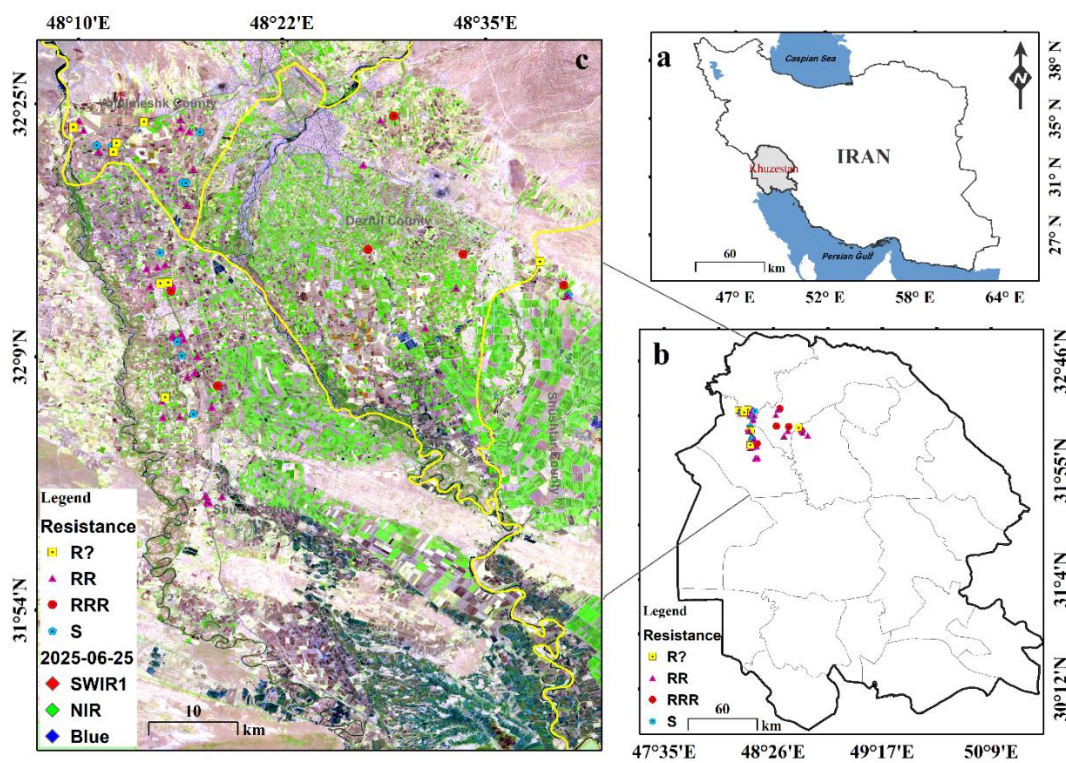 48°10'E
48°22'E
48°35'E
32°25'N
32°9'N
31°54'N
c
Andimeshk County
Dezful County
Shushtar County
Shush County
Legend
Resistance
R?
RR
RRR
S
2025-06-25
SWIR1
NIR
Blue
10
km
a
Caspian Sea
N
IRAN
Khuzestan
Persian Gulf
60
km
38°N
35°N
31°N
27°N
47°E
52°E
58°E
64°E
b
32°46'N
31°55'N
31°4'N
30°12'N
Legend
Resistance
R?
RR
RRR
S
60
km
47°35'E
48°26'E
49°17'E
50°9'E